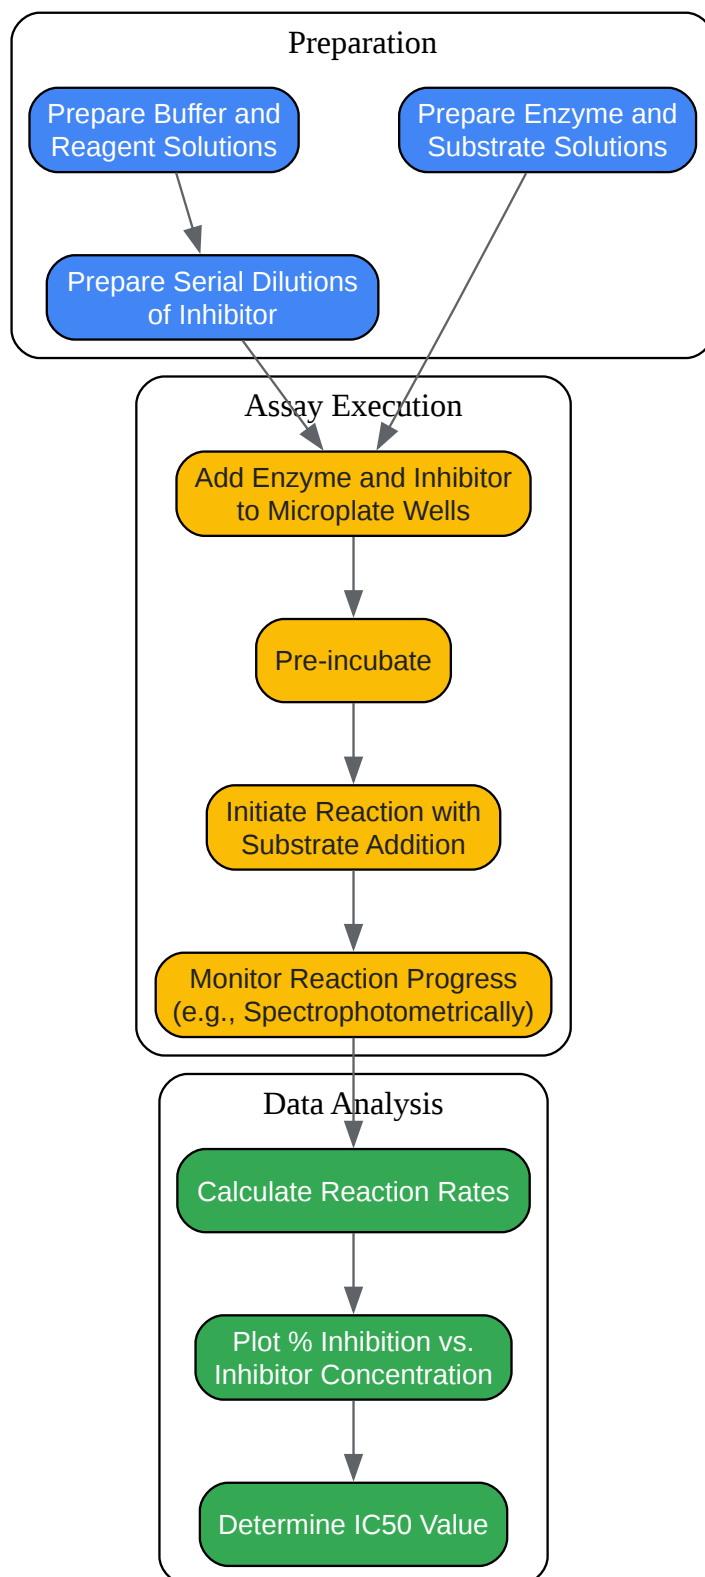 Preparation
Prepare Buffer and
Reagent Solutions
Prepare Enzyme and
Substrate Solutions
Prepare Serial Dilutions
of Inhibitor
Assay Execution
Add Enzyme and Inhibitor
to Microplate Wells
Pre-incubate
Initiate Reaction with
Substrate Addition
Monitor Reaction Progress
(e.g., Spectrophotometrically)
Data Analysis
Calculate Reaction Rates
Plot % Inhibition vs.
Inhibitor Concentration
Determine IC50 Value